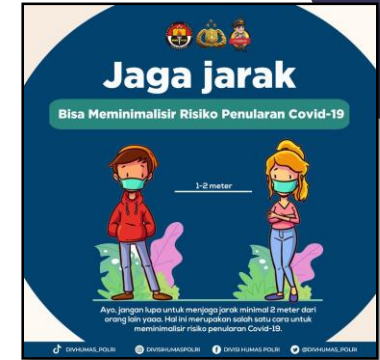 Jaga jarak
Bisa Meminimalisir Risiko Penularan Covid-19
1-2 meter
Ayo, jangan lupa untuk menjaga jarak minimal 2 meter dari
orang lain yaaa. Hal ini merupakan salah satu cara untuk
meminimalisir risiko penularan Covid-19.
DIVHUMAS_POLRI DIVISIHUMASPOLRI DIVISI HUMAS POLRI @DIVHUMAS_POLRI